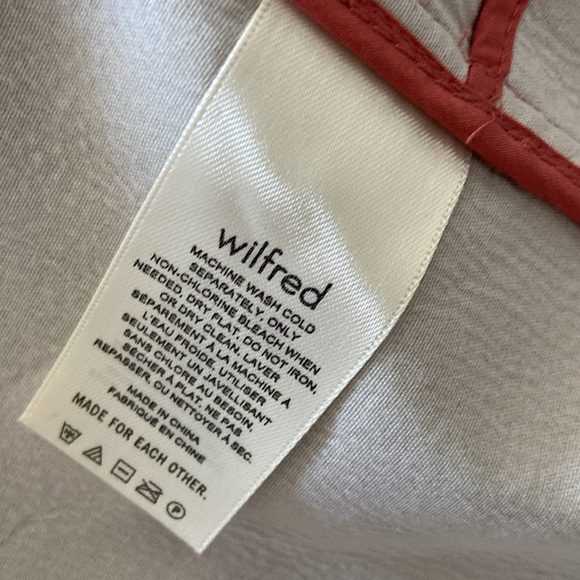 wilfred
MACHINE WASH COLD
SEPARATELY, ONLY
NON-CHLORINE BLEACH WHEN
NEEDED, DRY FLAT, DO NOT IRON,
OR DRY CLEAN. LAVER
SEPARÉMENT À LA MACHINE À
L'EAU FROIDE, UTILISER
SEULEMENT UN JAVELLISANT
SANS CHLORE AU BESOIN,
SÉCHER À PLAT, NE PAS
REPASSER, OU NETTOYER À SEC.
MADE IN CHINA
FABRIQUE EN CHINE
MADE FOR EACH OTHER.
P